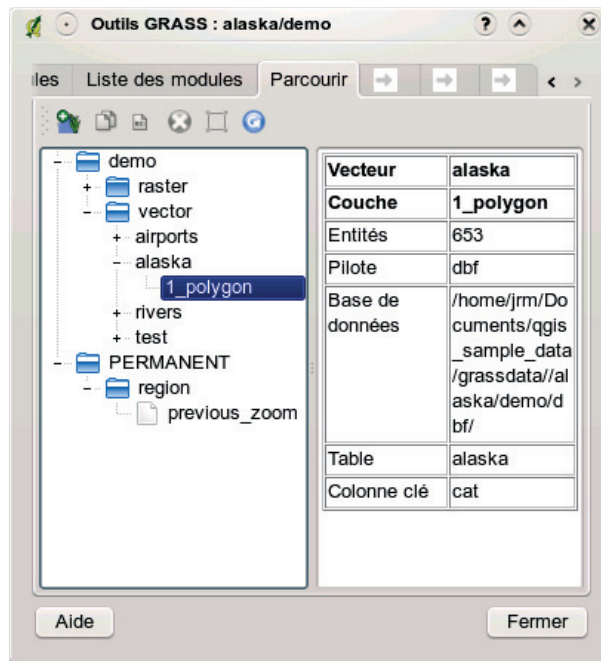 Outils GRASS : alaska/demo
les Liste des modules Parcourir
demo
raster
vector
airports
alaska
1_polygon
rivers
test
PERMANENT
region
previous_zoom
Vecteur alaska
Couche 1_polygon
Entités 653
Pilote dbf
Base de données /home/jrm/Do
cuments/qgis
_sample_data
/grassdata//al
aska/demo/d
bf/
Table alaska
Colonne clé cat
Aide Fermer